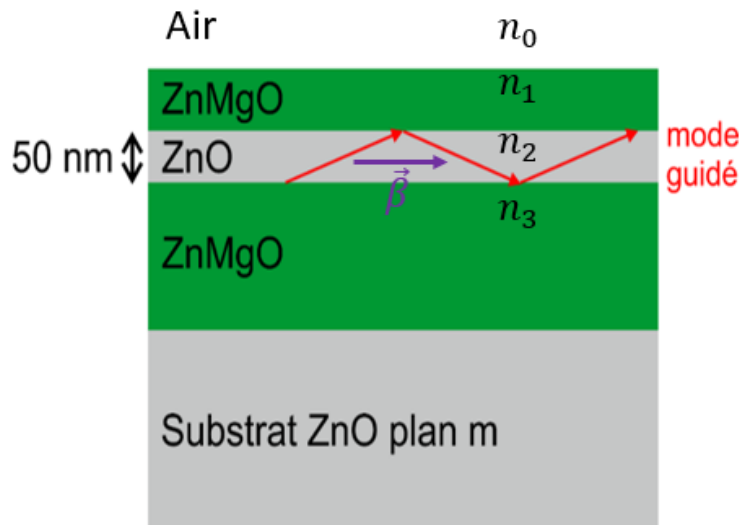 Air
n₀
ZnMgO
n₁
50 nm
ZnO
n₂
mode
guidé
β⃗
n₃
ZnMgO
Substrat ZnO plan m